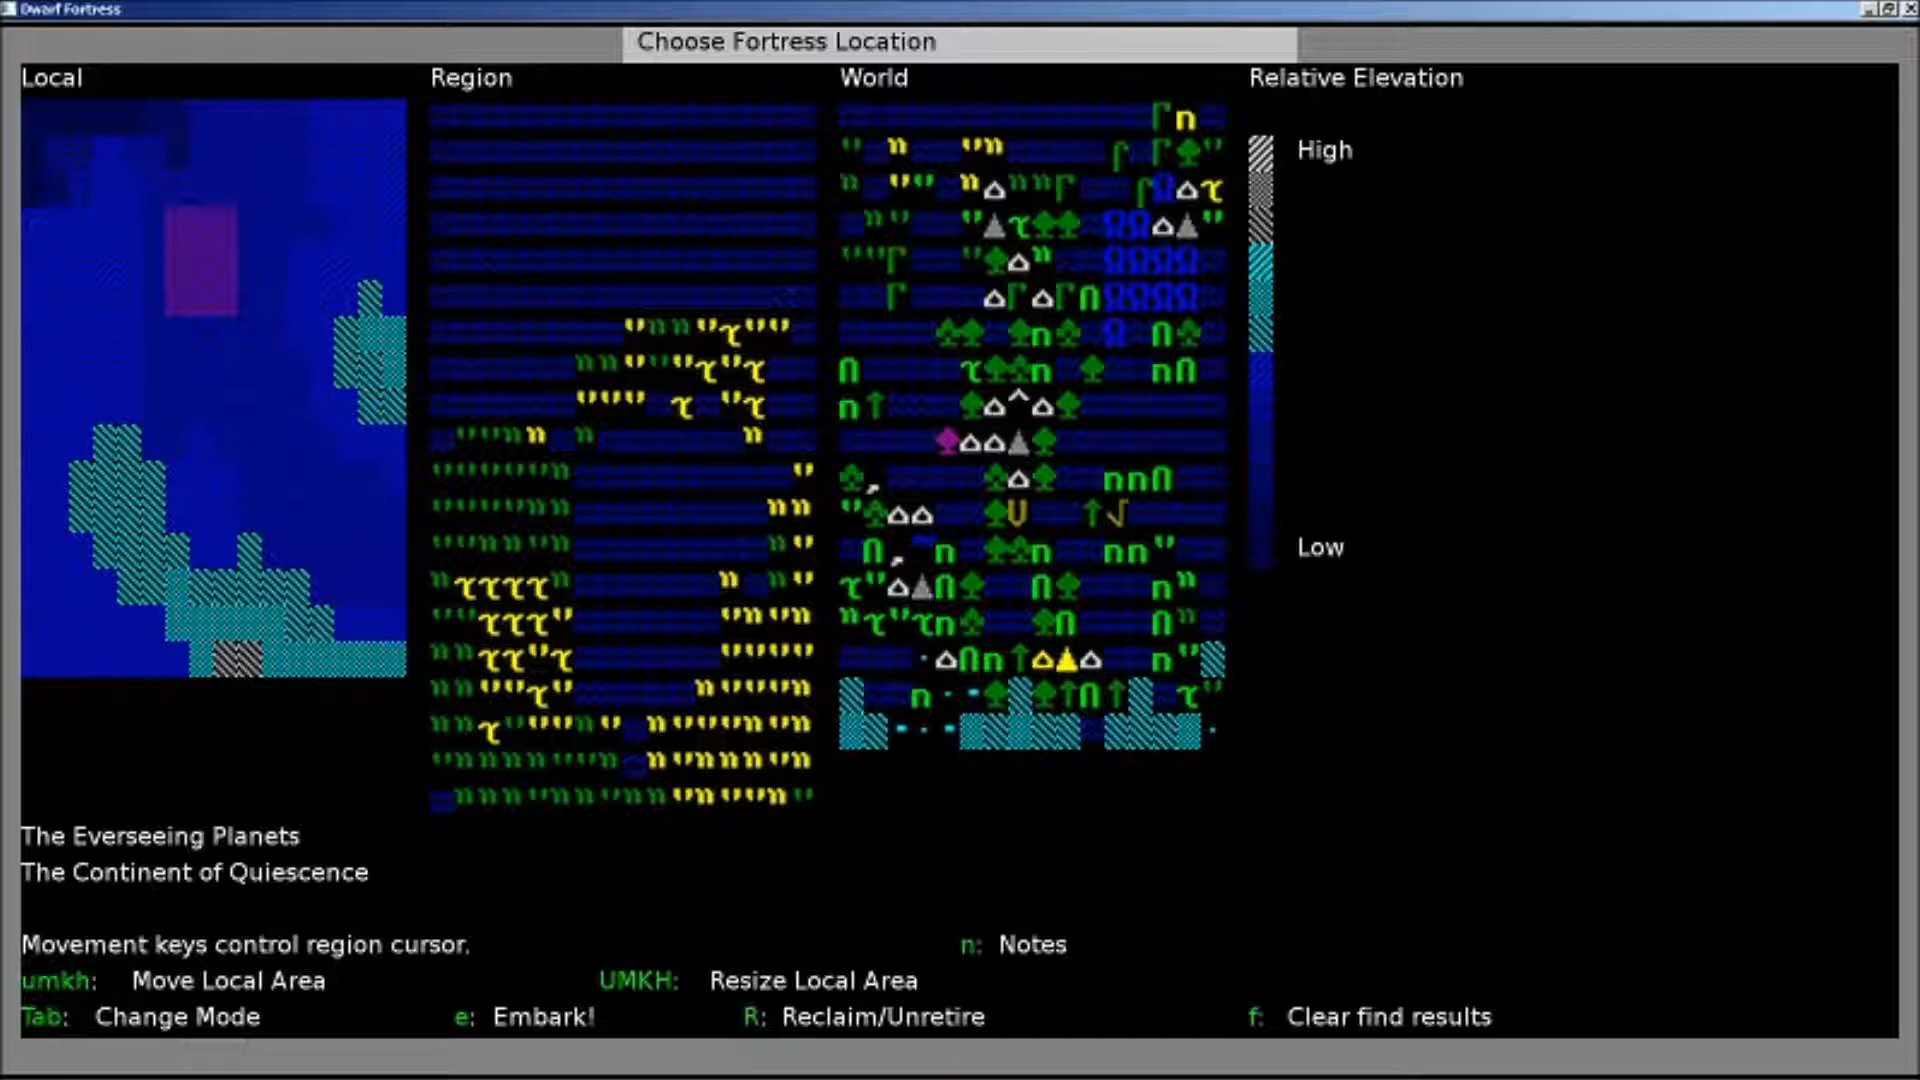 Dwarf Fortress
Choose Fortress Location
Local Region World Relative Elevation
High
Low
The Everseeing Planets
The Continent of Quiescence
Movement keys control region cursor. n: Notes
umkh: Move Local Area UMKH: Resize Local Area
Tab: Change Mode e: Embark! R: Reclaim/Unretire f: Clear find results